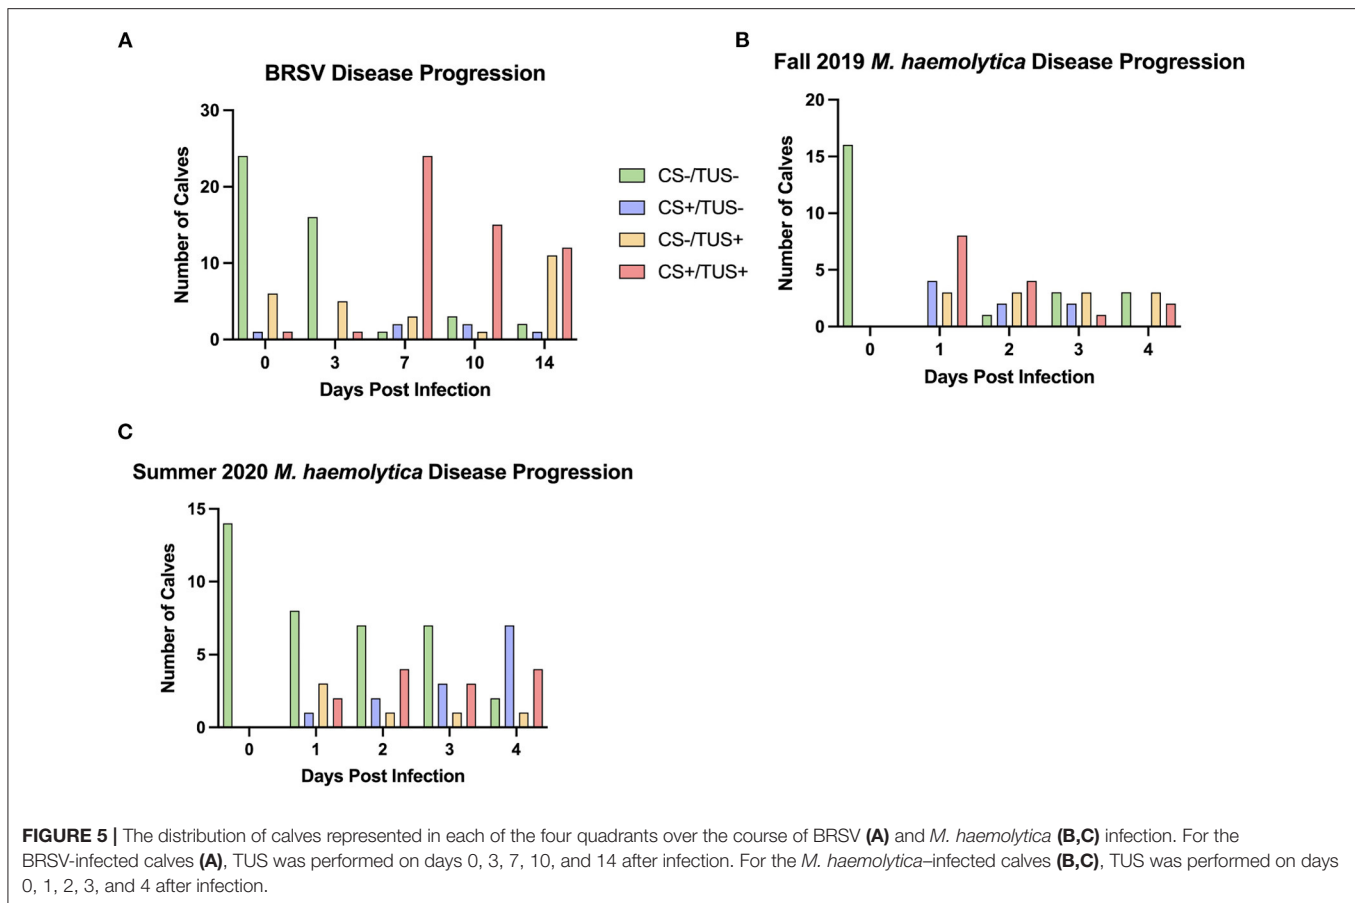 A
BRSV Disease Progression
30
20
10
0
Number of Calves
0 3 7 10 14
Days Post Infection
CS-/TUS-
CS+/TUS-
CS-/TUS+
CS+/TUS+
B
Fall 2019 M. haemolytica Disease Progression
20
15
10
5
0
Number of Calves
0 1 2 3 4
Days Post Infection
C
Summer 2020 M. haemolytica Disease Progression
15
10
5
0
Number of Calves
0 1 2 3 4
Days Post Infection
FIGURE 5 | The distribution of calves represented in each of the four quadrants over the course of BRSV (A) and M. haemolytica (B,C) infection. For the
BRSV-infected calves (A), TUS was performed on days 0, 3, 7, 10, and 14 after infection. For the M. haemolytica–infected calves (B,C), TUS was performed on days
0, 1, 2, 3, and 4 after infection.